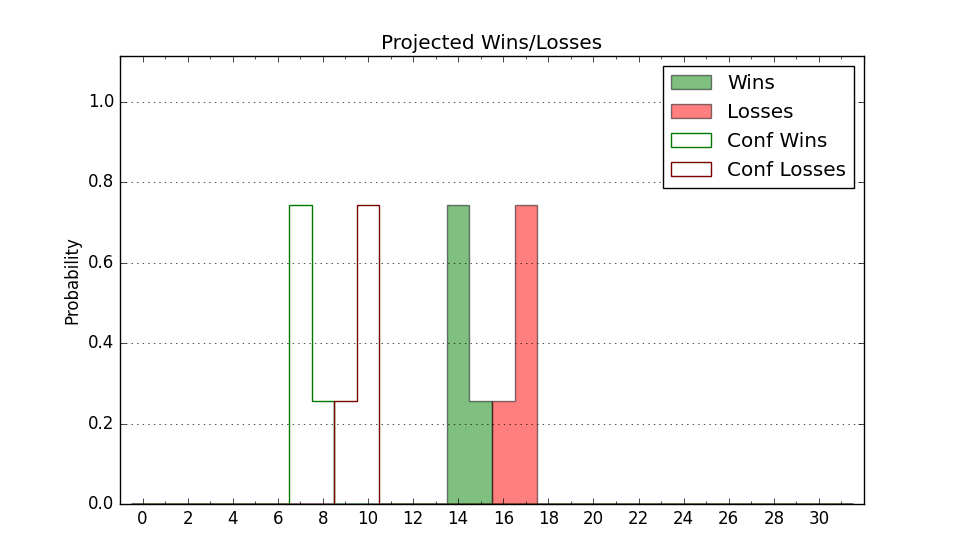 Projected Wins/Losses
Wins
Losses
Conf Wins
Conf Losses
Probability
1.0
0.8
0.6
0.4
0.2
0.0
0 2 4 6 8 10 12 14 16 18 20 22 24 26 28 30